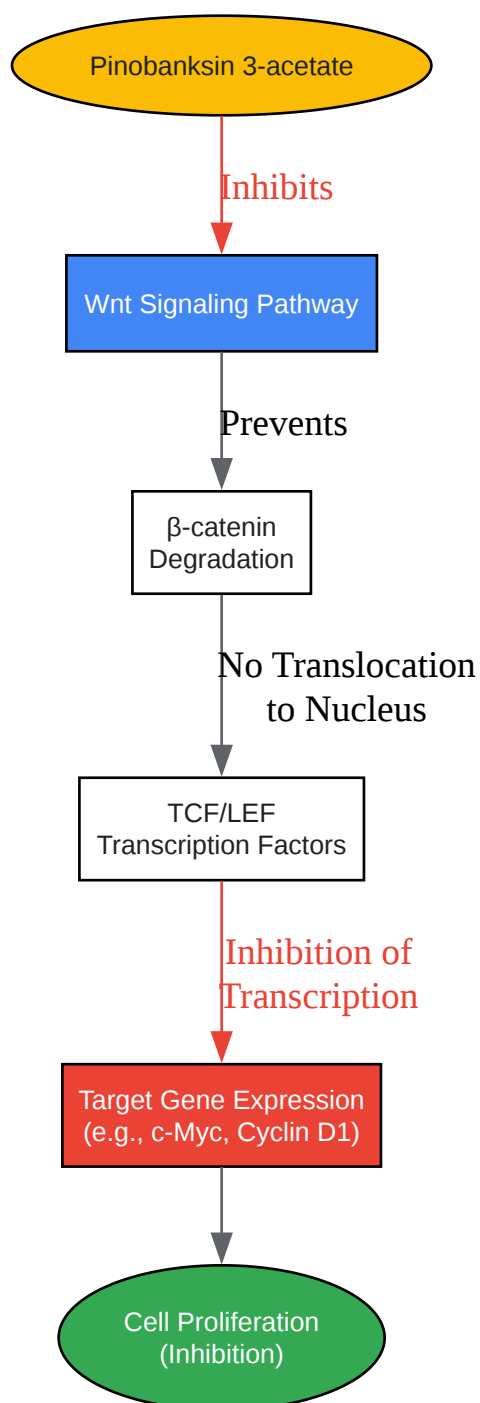 Pinobanksin 3-acetate
Inhibits
Wnt Signaling Pathway
Prevents
β-catenin
Degradation
No Translocation
to Nucleus
TCF/LEF
Transcription Factors
Inhibition of
Transcription
Target Gene Expression
(e.g., c-Myc, Cyclin D1)
Cell Proliferation
(Inhibition)